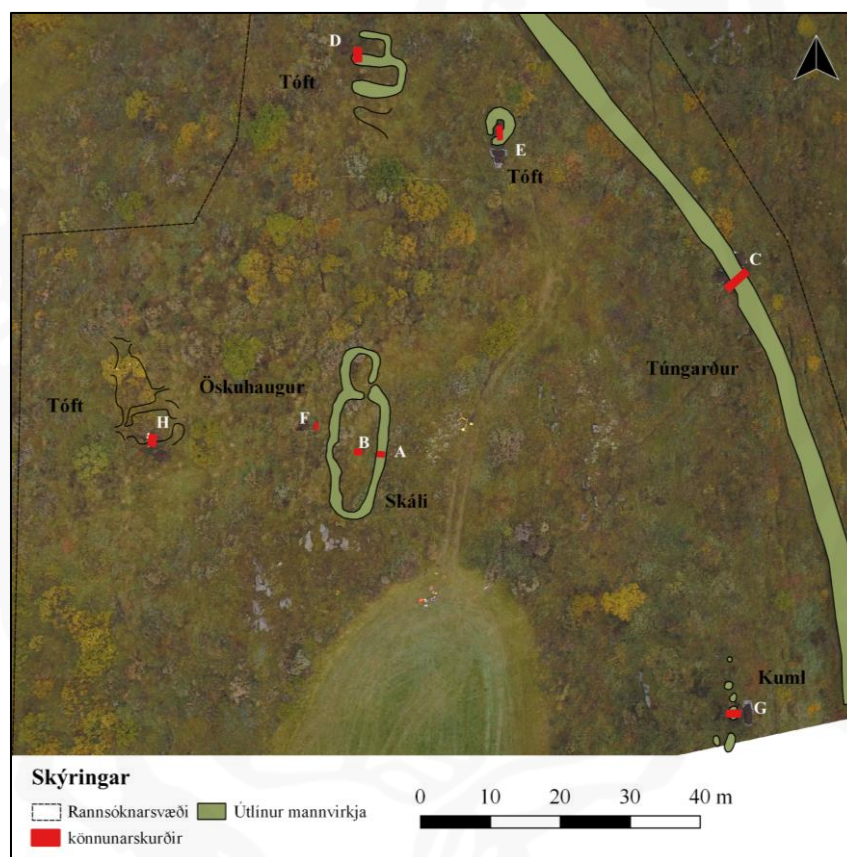 D
Tóft
E
Tóft
C
Túngarður
Tóft
Öskuhaugur
H
F
B
A
Skáli
Kuml
G
Skýringar
Rannsóknarsvæði
Útlínur mannvirkja
könnunarskurðir
0 10 20 30 40 m